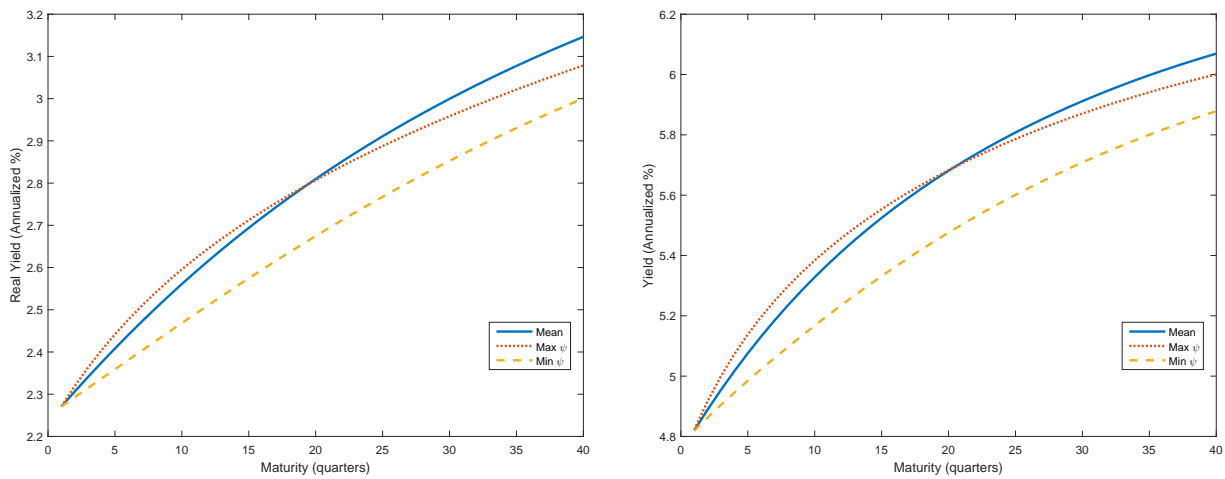 3.2
3.1
3
2.9
2.8
2.7
2.6
2.5
2.4
2.3
2.2
Real Yield (Annualized %)
Mean
Max ψ
Min ψ
0 5 10 15 20 25 30 35 40
Maturity (quarters)
6.2
6
5.8
5.6
5.4
5.2
5
4.8
Yield (Annualized %)
Mean
Max ψ
Min ψ
0 5 10 15 20 25 30 35 40
Maturity (quarters)